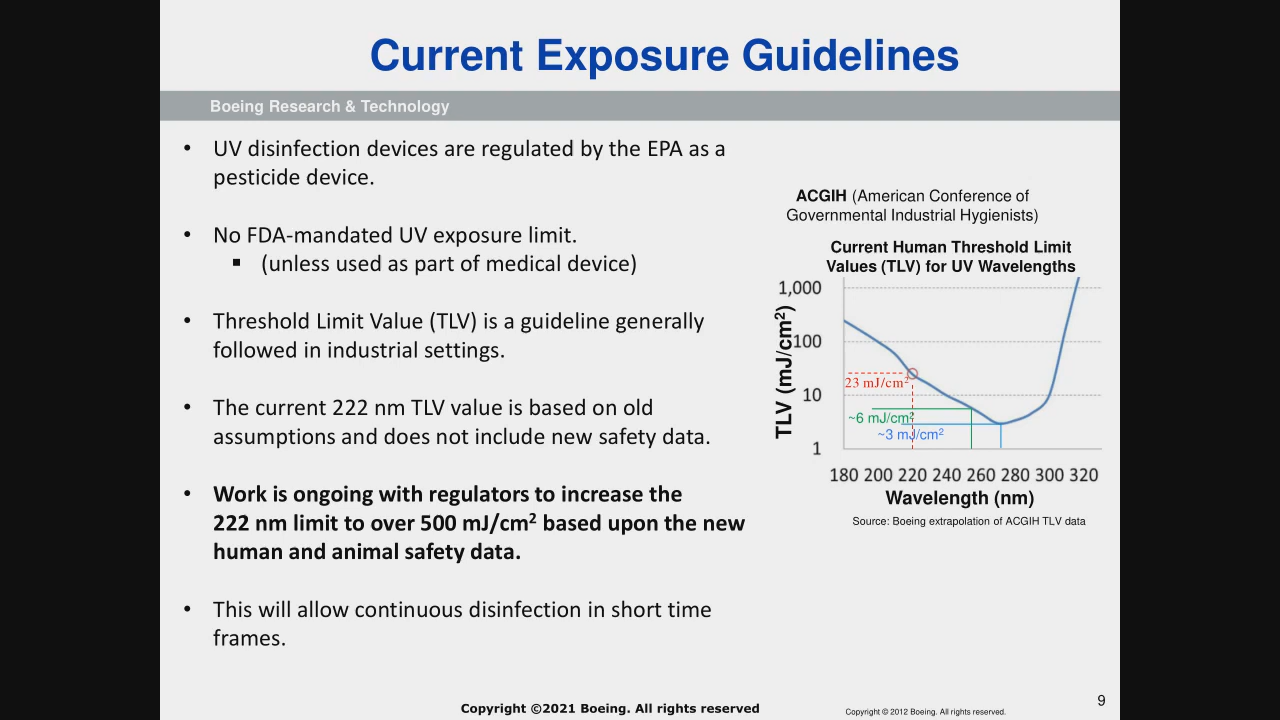 Current Exposure Guidelines
Boeing Research & Technology
• UV disinfection devices are regulated by the EPA as a
pesticide device.
• No FDA-mandated UV exposure limit.
▪ (unless used as part of medical device)
• Threshold Limit Value (TLV) is a guideline generally
followed in industrial settings.
• The current 222 nm TLV value is based on old
assumptions and does not include new safety data.
• Work is ongoing with regulators to increase the
222 nm limit to over 500 mJ/cm² based upon the new
human and animal safety data.
• This will allow continuous disinfection in short time
frames.
ACGIH (American Conference of
Governmental Industrial Hygienists)
Current Human Threshold Limit
Values (TLV) for UV Wavelengths
TLV (mJ/cm²)
1,000
100
10
1
23 mJ/cm²
~6 mJ/cm²
~3 mJ/cm²
180 200 220 240 260 280 300 320
Wavelength (nm)
Source: Boeing extrapolation of ACGIH TLV data
9
Copyright ©2021 Boeing. All rights reserved
Copyright © 2012 Boeing. All rights reserved.